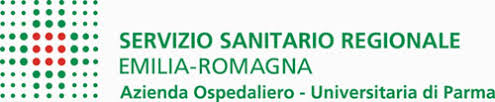 SERVIZIO SANITARIO REGIONALE
EMILIA-ROMAGNA
Azienda Ospedaliero - Universitaria di Parma